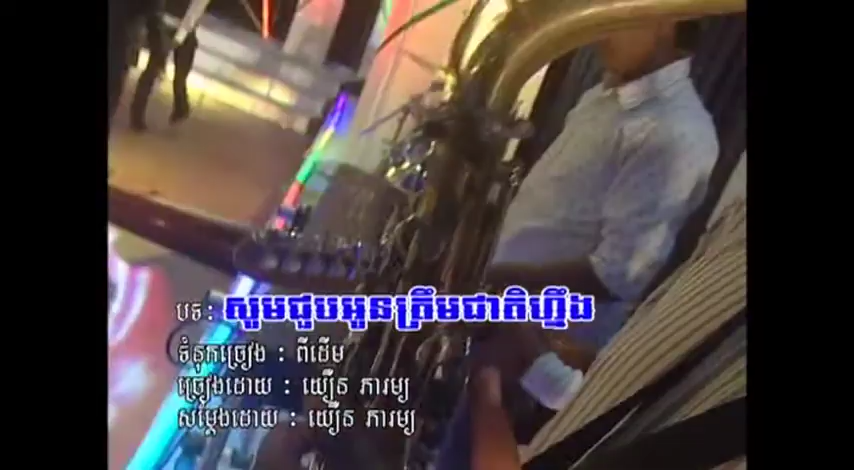 បទ: សួមជួបអូនត្រឹមជាតិហ្នឹង
ទំនុកច្រៀង : ពីដើម
ច្រៀងដោយ : យ៉ឿន ភារម្យ
សម្ដែងដោយ : យ៉ឿន ភារម្យ